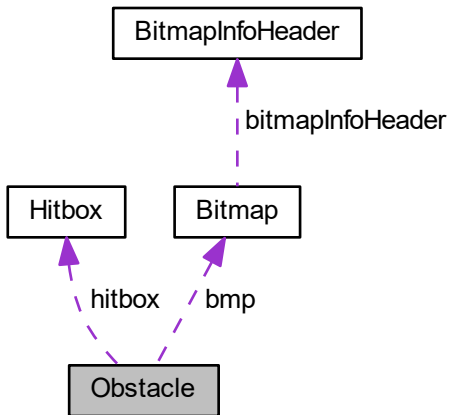 BitmapInfoHeader
bitmapInfoHeader
Hitbox
Bitmap
hitbox
bmp
Obstacle